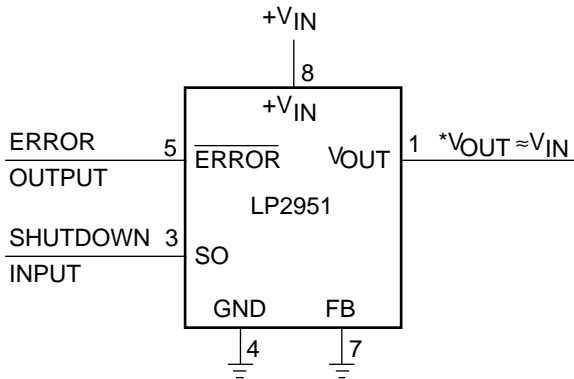 +VIN
8
+VIN
ERROR
OUTPUT
5
ERROR
VOUT
1
*VOUT ≈VIN
LP2951
SHUTDOWN
INPUT
3
SO
GND
FB
4
7